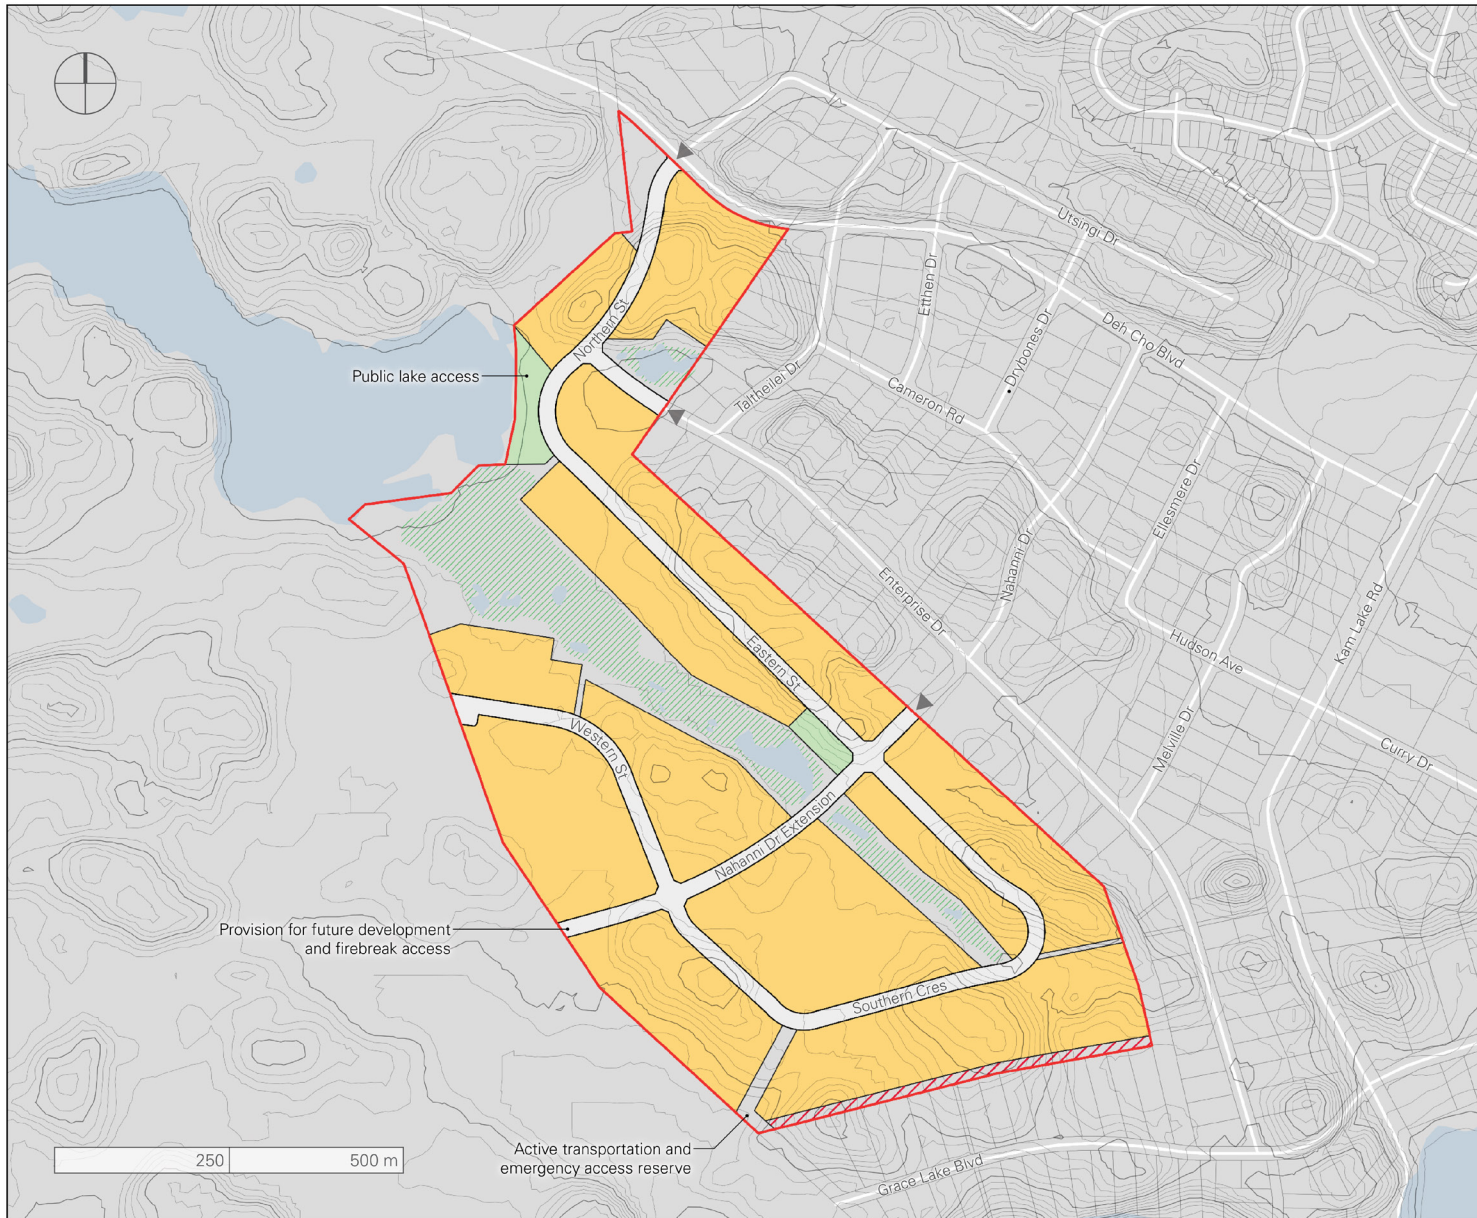 Utsingi Dr
Etthen Dr
Northern St
Drybones Dr
Deh Cho Blvd
Public lake access
Taltheilei Dr
Cameron Rd
Ellesmere Dr
Nahanni Dr
Enterprise Dr
Kam Lake Rd
Hudson Ave
Eastern St
Melville Dr
Western St
Curry Dr
Nahanni Dr Extension
Provision for future development
and firebreak access
Southern Cres
Active transportation and
emergency access reserve
250
500 m
Grace Lake Blvd